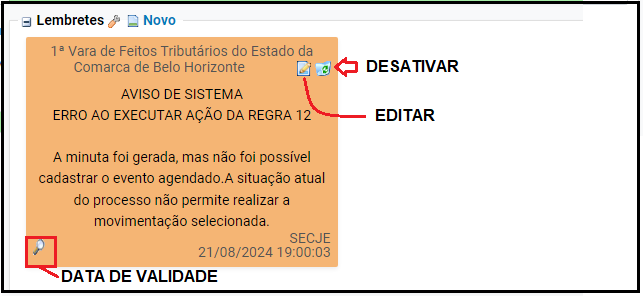 Lembretes Novo
1ª Vara de Feitos Tributários do Estado da
Comarca de Belo Horizonte
DESATIVAR
AVISO DE SISTEMA
ERRO AO EXECUTAR AÇÃO DA REGRA 12
EDITAR
A minuta foi gerada, mas não foi possível
cadastrar o evento agendado.A situação atual
do processo não permite realizar a
movimentação selecionada.
SECJE
21/08/2024 19:00:03
DATA DE VALIDADE